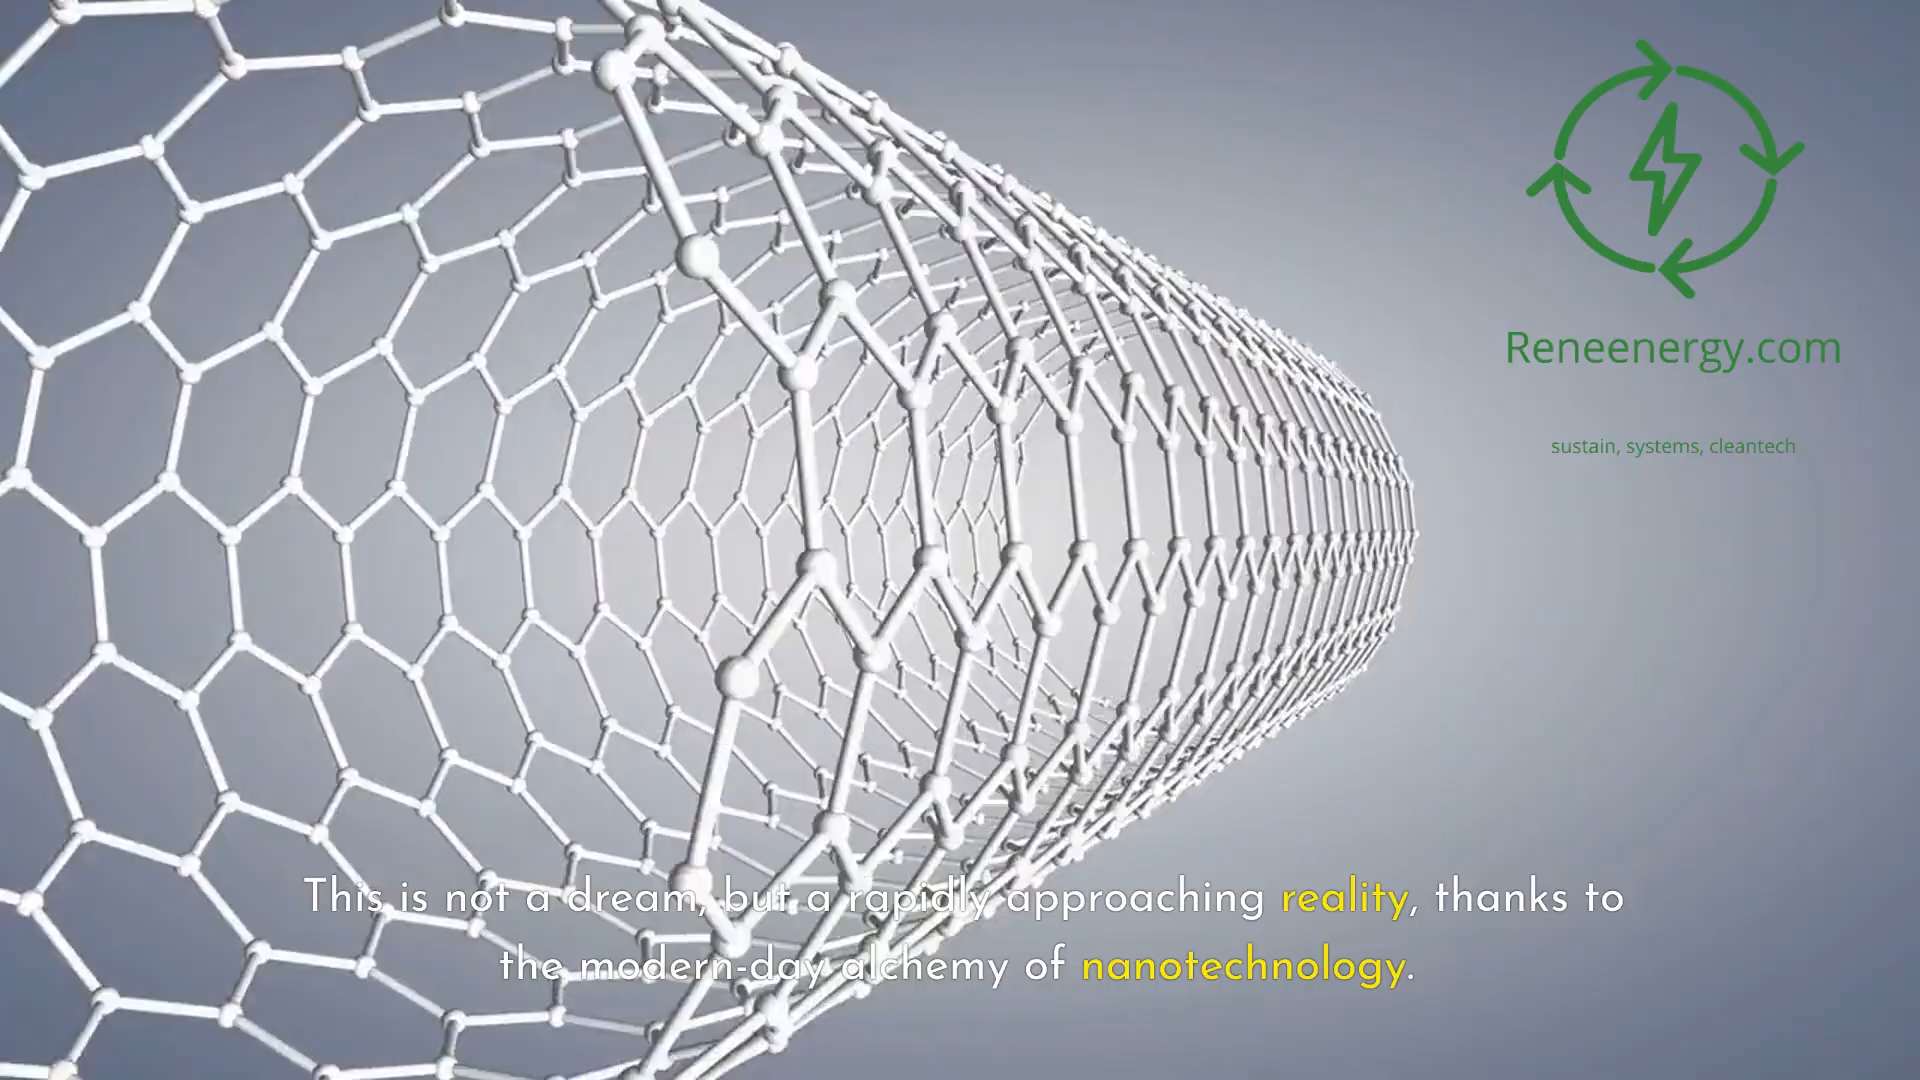 Reneenergy.com
sustain, systems, cleantech
This is not a dream, but a rapidly approaching reality, thanks to
the modern-day alchemy of nanotechnology.